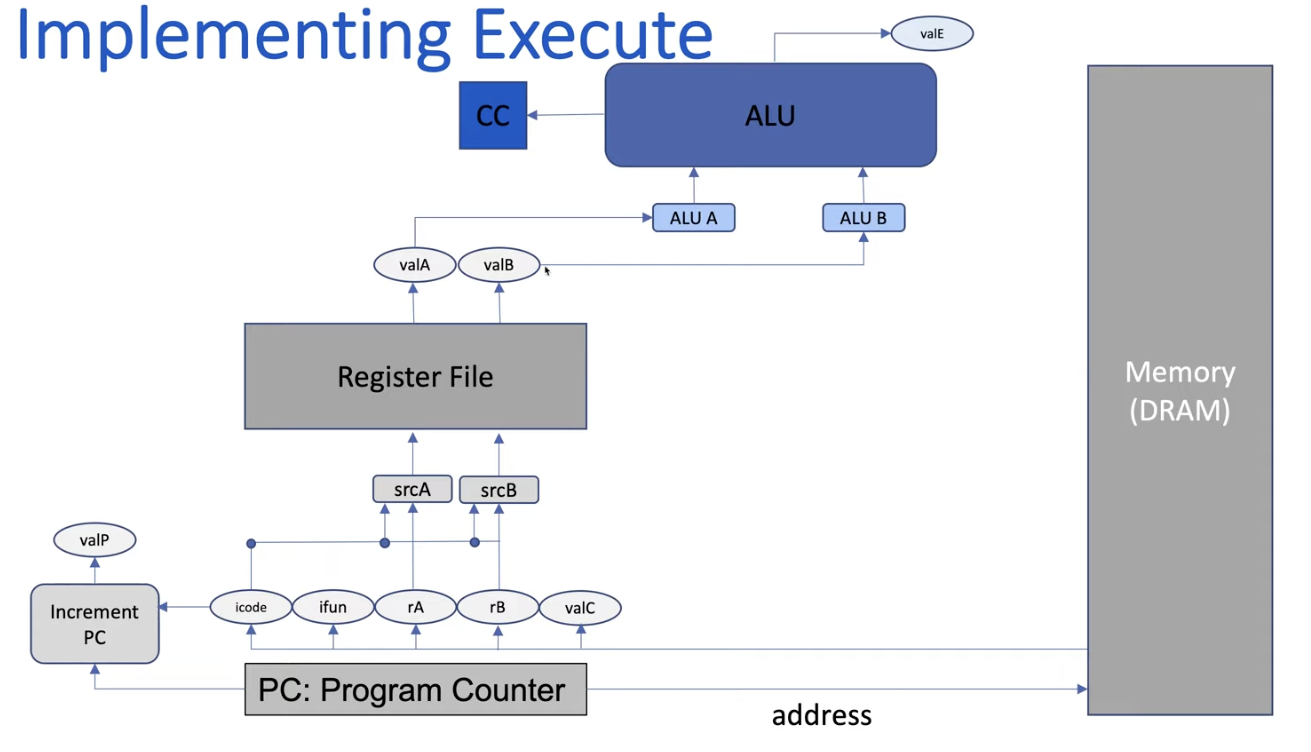 Implementing Execute
valE
CC
ALU
ALU A
ALU B
valA
valB
Register File
Memory
(DRAM)
srcA
srcB
valP
Increment
PC
icode
ifun
rA
rB
valC
PC: Program Counter
address